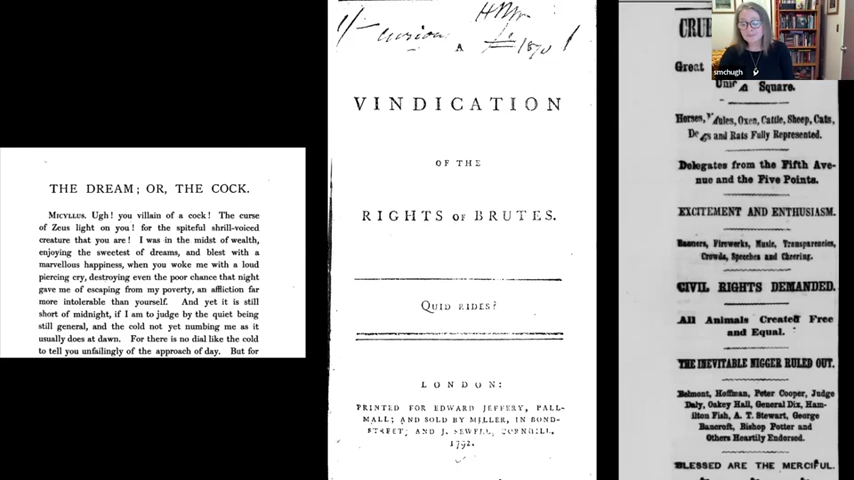 THE DREAM; OR, THE COCK.
MICYLLUS. Ugh! you villain of a cock! The curse
of Zeus light on you! for the spiteful shrill-voiced
creature that you are! I was in the midst of wealth,
enjoying the sweetest of dreams, and blest with a
marvellous happiness, when you woke me with a loud
piercing cry, destroying even the poor chance that night
gave me of escaping from my poverty, an affliction far
more intolerable than yourself. And yet it is still
short of midnight, if I am to judge by the quiet being
still general, and the cold not yet numbing me as it
usually does at dawn. For there is no dial like the cold
to tell you unfailingly of the approach of day. But for
curious
1870
A
VINDICATION
OF THE
RIGHTS OF BRUTES.
QUID RIDES?
LONDON:
PRINTED FOR EDWARD JEFFERY, PALL-
MALL; AND SOLD BY MILLER, IN BOND-
STREET; AND J. SEWELL, CORNHILL.
1792.
smchugh
Great
Square.
Horses, Mules, Oxen, Cattle, Sheep, Cats,
Dogs and Rats Fully Represented.
Delegates from the Fifth Ave-
nue and the Five Points.
EXCITEMENT AND ENTHUSIASM.
Banners, Fireworks, Music, Transparencies,
Crowds, Speeches and Cheering.
CIVIL RIGHTS DEMANDED.
All Animals Created Free
and Equal.
THE INEVITABLE NIGGER RULED OUT.
Belmont, Hoffman, Peter Cooper, Judge
Daly, Oakey Hall, General Dix, Ham-
ilton Fish, A. T. Stewart, George
Bancroft, Bishop Potter and
Others Heartily Endorsed.
BLESSED ARE THE MERCIFUL.